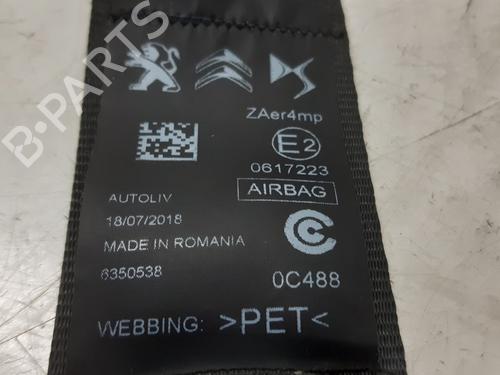 ZAer4mp
E2
0617223
AUTOLIV
AIRBAG
18/07/2018
MADE IN ROMANIA
6350538
0C488
WEBBING: >PET<
B-PARTS